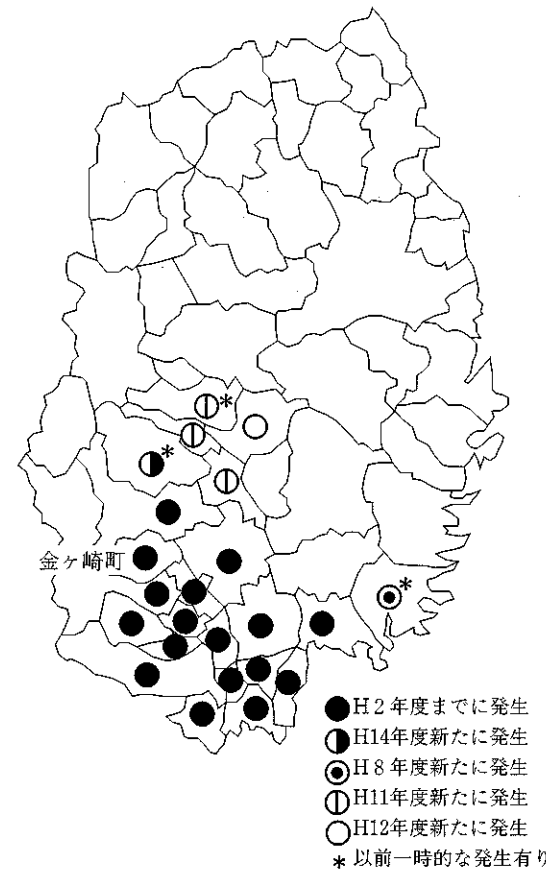 *
*
金ヶ崎町
*
●H2年度までに発生
◑H14年度新たに発生
◉H8年度新たに発生
⦶H11年度新たに発生
○H12年度新たに発生
* 以前一時的な発生有り